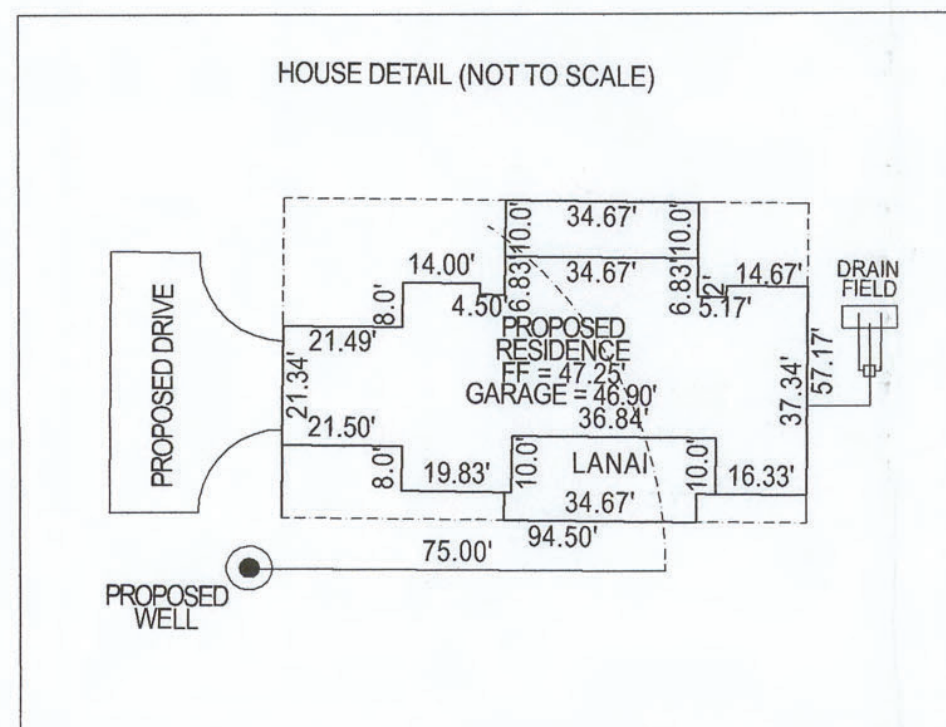 HOUSE DETAIL (NOT TO SCALE)
34.67'
10.0'
10.0'
34.67'
14.00'
8.0'
4.50'
6.83'
6.83'
2'
14.67'
5.17'
DRAIN
FIELD
PROPOSED DRIVE
21.49'
21.34'
21.50'
PROPOSED
RESIDENCE
FF = 47.25'
GARAGE = 46.90'
36.84'
37.34'
57.17'
8.0'
19.83'
10.0'
LANAI
10.0'
16.33'
34.67'
94.50'
75.00'
PROPOSED
WELL